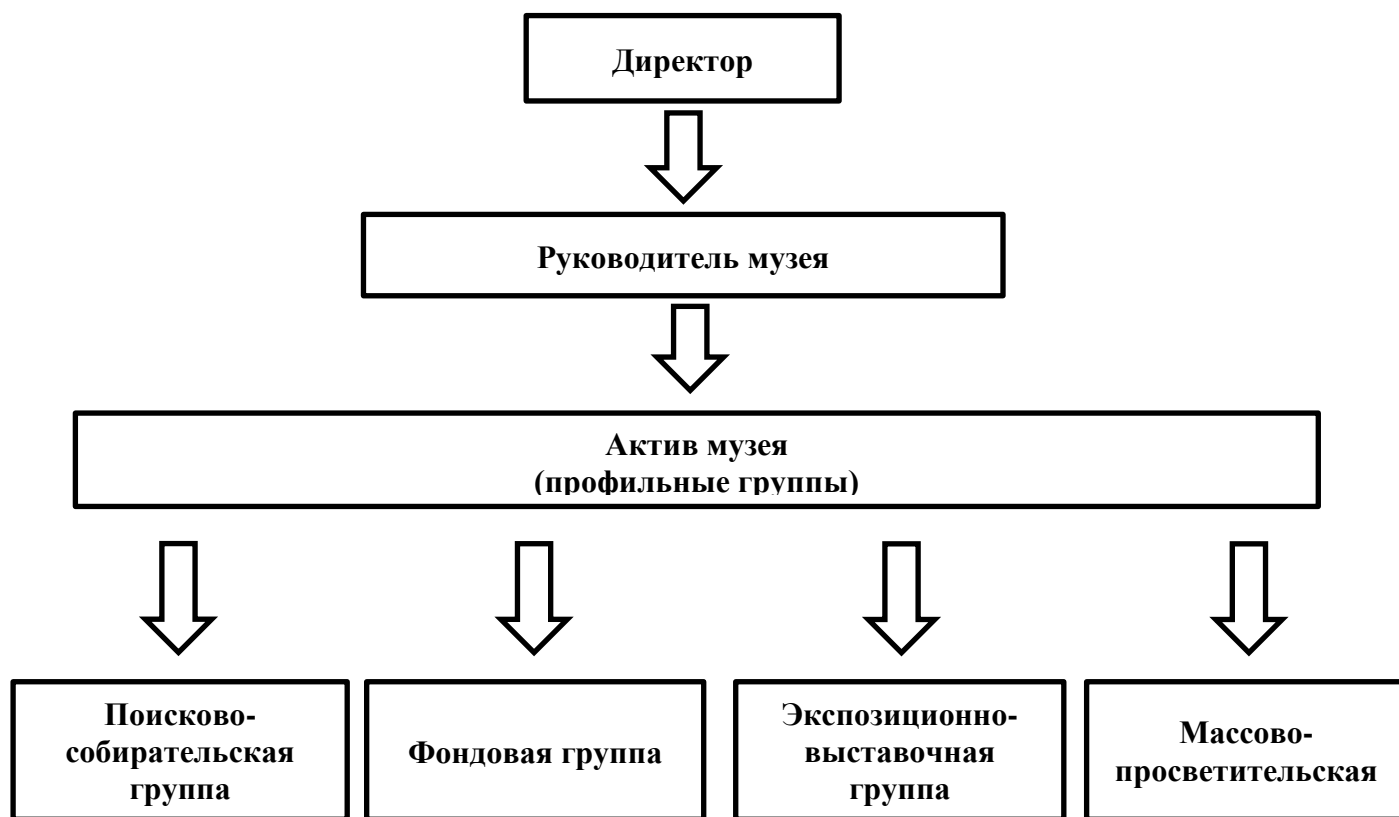 Директор
Руководитель музея
Актив музея
(профильные группы)
Поисково-
собирательская
группа
Фондовая группа
Экспозиционно-
выставочная
группа
Массово-
просветительская